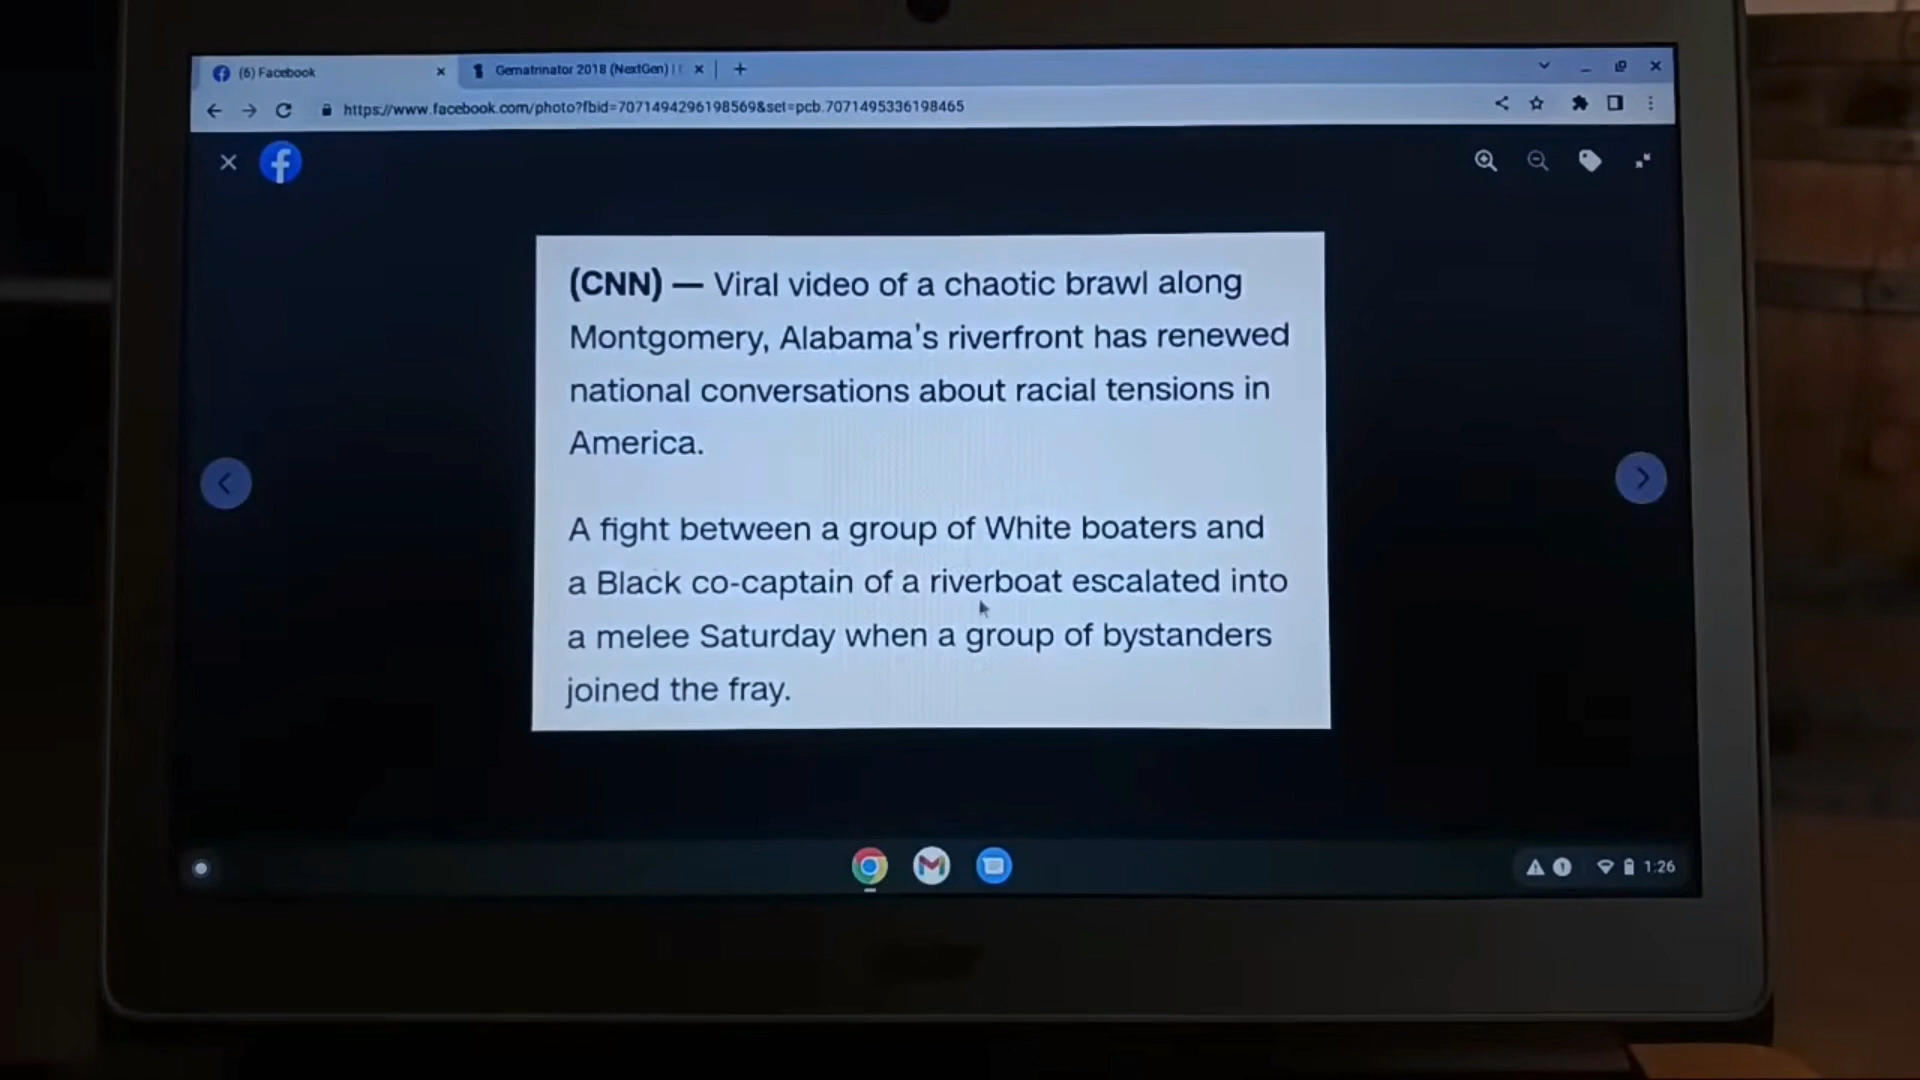 (6) Facebook
Gematrinator 2018 (NextGen) |
https://www.facebook.com/photo?fbid=7071494296198569&set=pcb.7071495336198465
(CNN) — Viral video of a chaotic brawl along
Montgomery, Alabama's riverfront has renewed
national conversations about racial tensions in
America.
A fight between a group of White boaters and
a Black co-captain of a riverboat escalated into
a melee Saturday when a group of bystanders
joined the fray.
1:26